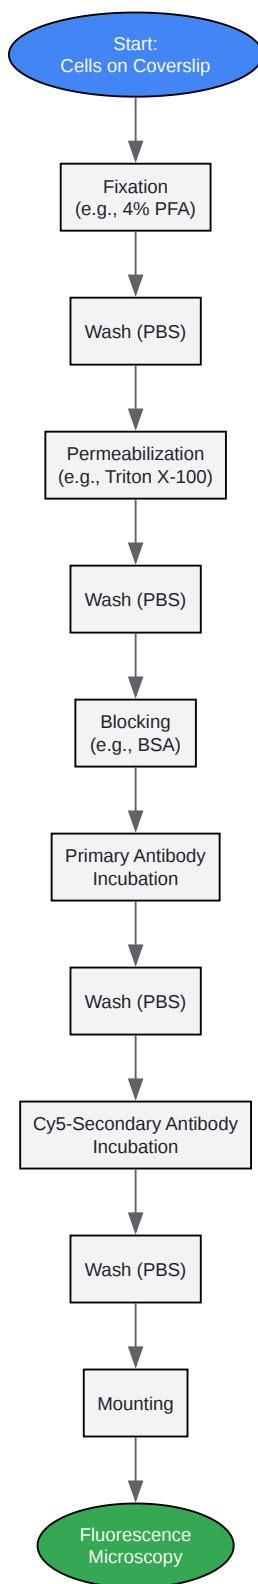 Start:
Cells on Coverslip
Fixation
(e.g., 4% PFA)
Wash (PBS)
Permeabilization
(e.g., Triton X-100)
Wash (PBS)
Blocking
(e.g., BSA)
Primary Antibody
Incubation
Wash (PBS)
Cy5-Secondary Antibody
Incubation
Wash (PBS)
Mounting
Fluorescence
Microscopy